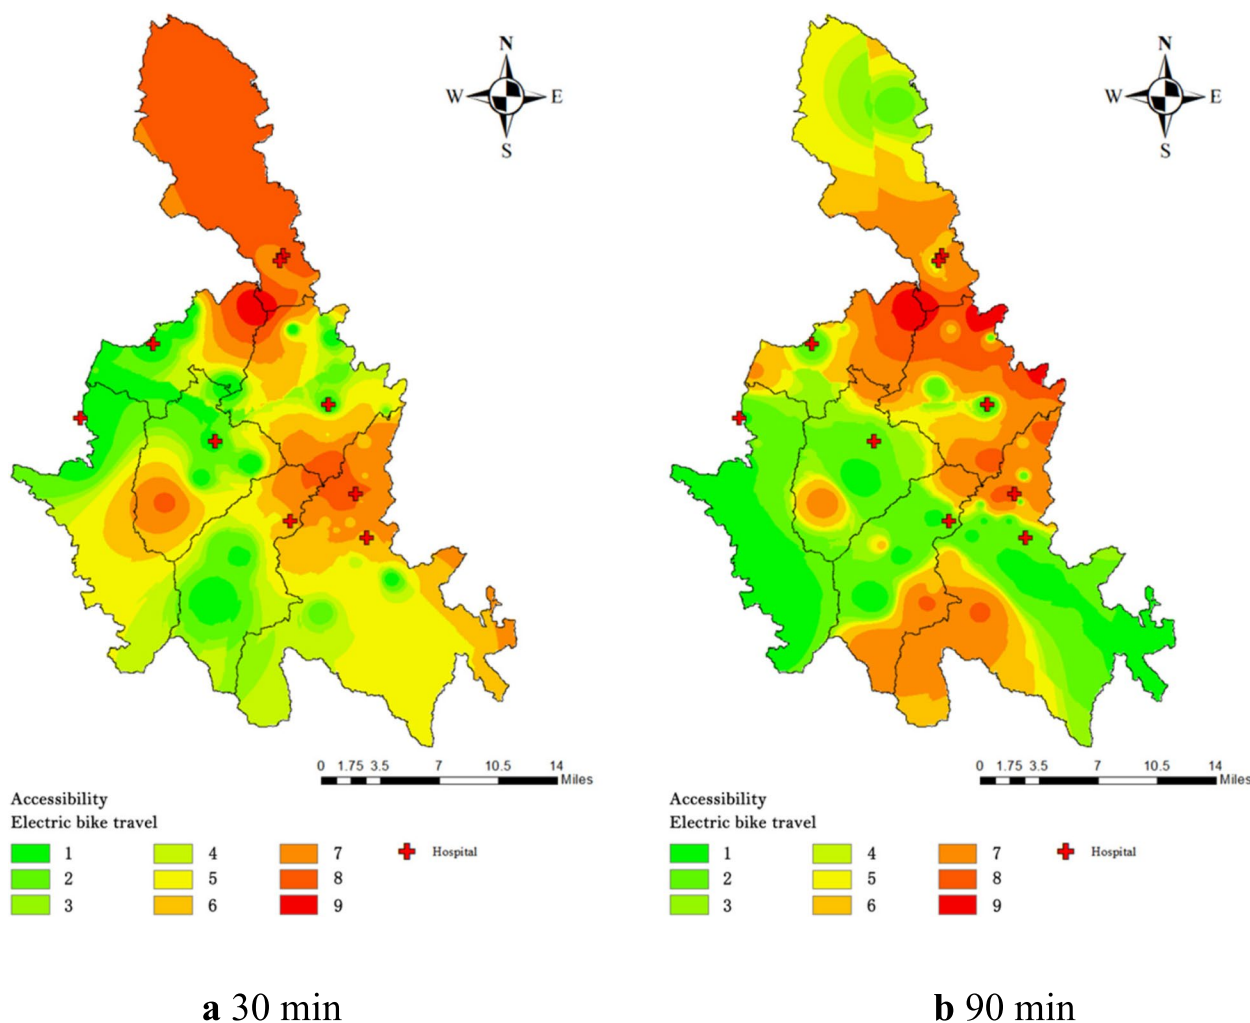 N
W E
S
0 1.75 3.5 7 10.5 14
Miles
Accessibility
Electric bike travel
1 4 7 Hospital
2 5 8
3 6 9
a 30 min
N
W E
S
0 1.75 3.5 7 10.5 14
Miles
Accessibility
Electric bike travel
1 4 7 Hospital
2 5 8
3 6 9
b 90 min